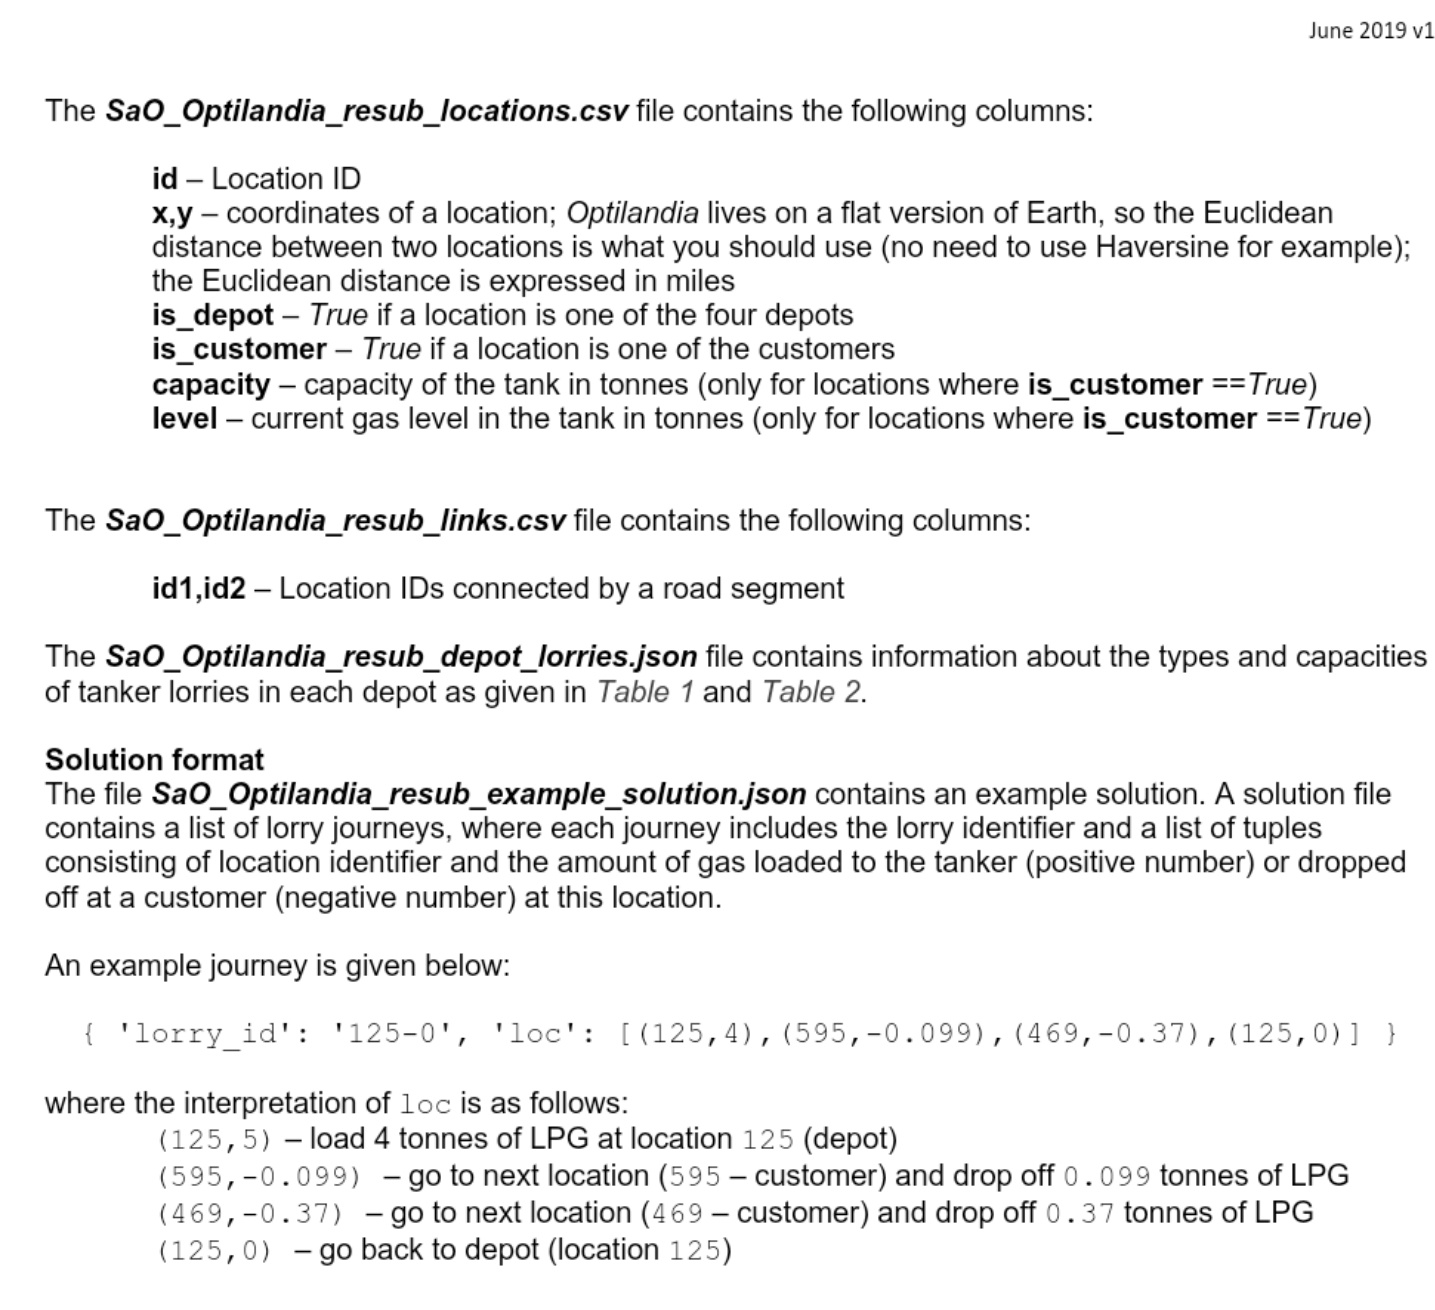 June 2019 v1
The SaO_Optilandia_resub_locations.csv file contains the following columns:
id – Location ID
x,y – coordinates of a location; Optilandia lives on a flat version of Earth, so the Euclidean
distance between two locations is what you should use (no need to use Haversine for example);
the Euclidean distance is expressed in miles
is_depot – True if a location is one of the four depots
is_customer – True if a location is one of the customers
capacity – capacity of the tank in tonnes (only for locations where is_customer ==True)
level – current gas level in the tank in tonnes (only for locations where is_customer ==True)
The SaO_Optilandia_resub_links.csv file contains the following columns:
id1,id2 – Location IDs connected by a road segment
The SaO_Optilandia_resub_depot_lorries.json file contains information about the types and capacities
of tanker lorries in each depot as given in Table 1 and Table 2.
Solution format
The file SaO_Optilandia_resub_example_solution.json contains an example solution. A solution file
contains a list of lorry journeys, where each journey includes the lorry identifier and a list of tuples
consisting of location identifier and the amount of gas loaded to the tanker (positive number) or dropped
off at a customer (negative number) at this location.
An example journey is given below:
{ 'lorry_id': '125-0', 'loc': [(125,4),(595,-0.099),(469,-0.37),(125,0)] }
where the interpretation of loc is as follows:
(125,5) – load 4 tonnes of LPG at location 125 (depot)
(595,-0.099) – go to next location (595 – customer) and drop off 0.099 tonnes of LPG
(469,-0.37) – go to next location (469 – customer) and drop off 0.37 tonnes of LPG
(125,0) – go back to depot (location 125)